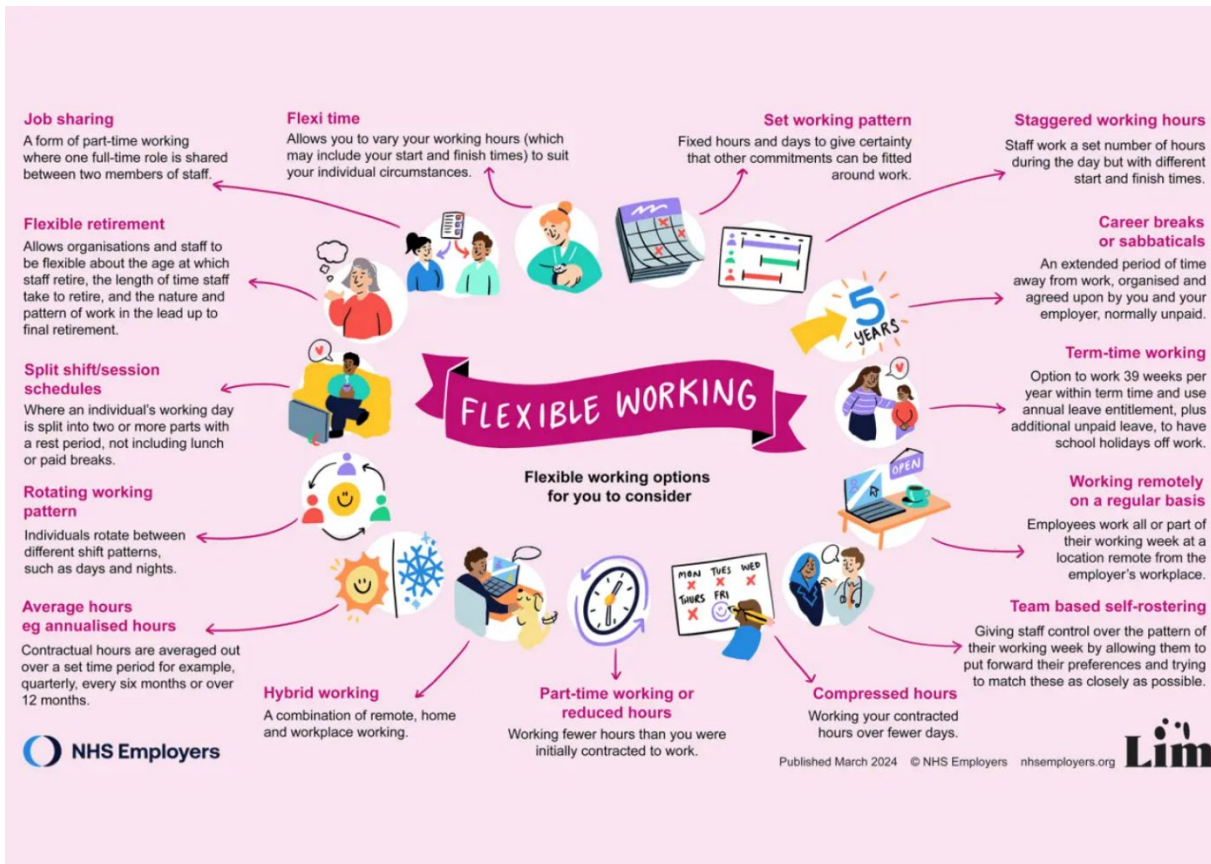 Job sharing
A form of part-time working
where one full-time role is shared
between two members of staff.
Flexi time
Allows you to vary your working hours (which
may include your start and finish times) to suit
your individual circumstances.
Set working pattern
Fixed hours and days to give certainty
that other commitments can be fitted
around work.
Staggered working hours
Staff work a set number of hours
during the day but with different
start and finish times.
Flexible retirement
Allows organisations and staff to
be flexible about the age at which
staff retire, the length of time staff
take to retire, and the nature and
pattern of work in the lead up to
final retirement.
Career breaks
or sabbaticals
An extended period of time
away from work, organised and
agreed upon by you and your
employer, normally unpaid.
5
YEARS
Split shift/session
schedules
Where an individual's working day
is split into two or more parts with
a rest period, not including lunch
or paid breaks.
FLEXIBLE WORKING
Flexible working options
for you to consider
Term-time working
Option to work 39 weeks per
year within term time and use
annual leave entitlement, plus
additional unpaid leave, to have
school holidays off work.
OPEN
Rotating working
pattern
Individuals rotate between
different shift patterns,
such as days and nights.
Working remotely
on a regular basis
Employees work all or part of
their working week at a
location remote from the
employer's workplace.
MON TUES WED
THURS FRI
Average hours
eg annualised hours
Contractual hours are averaged out
over a set time period for example,
quarterly, every six months or over
12 months.
Hybrid working
A combination of remote, home
and workplace working.
Part-time working or
reduced hours
Working fewer hours than you were
initially contracted to work.
Compressed hours
Working your contracted
hours over fewer days.
Team based self-rostering
Giving staff control over the pattern of
their working week by allowing them to
put forward their preferences and trying
to match these as closely as possible.
NHS Employers
Published March 2024 © NHS Employers nhsemployers.org
Lim